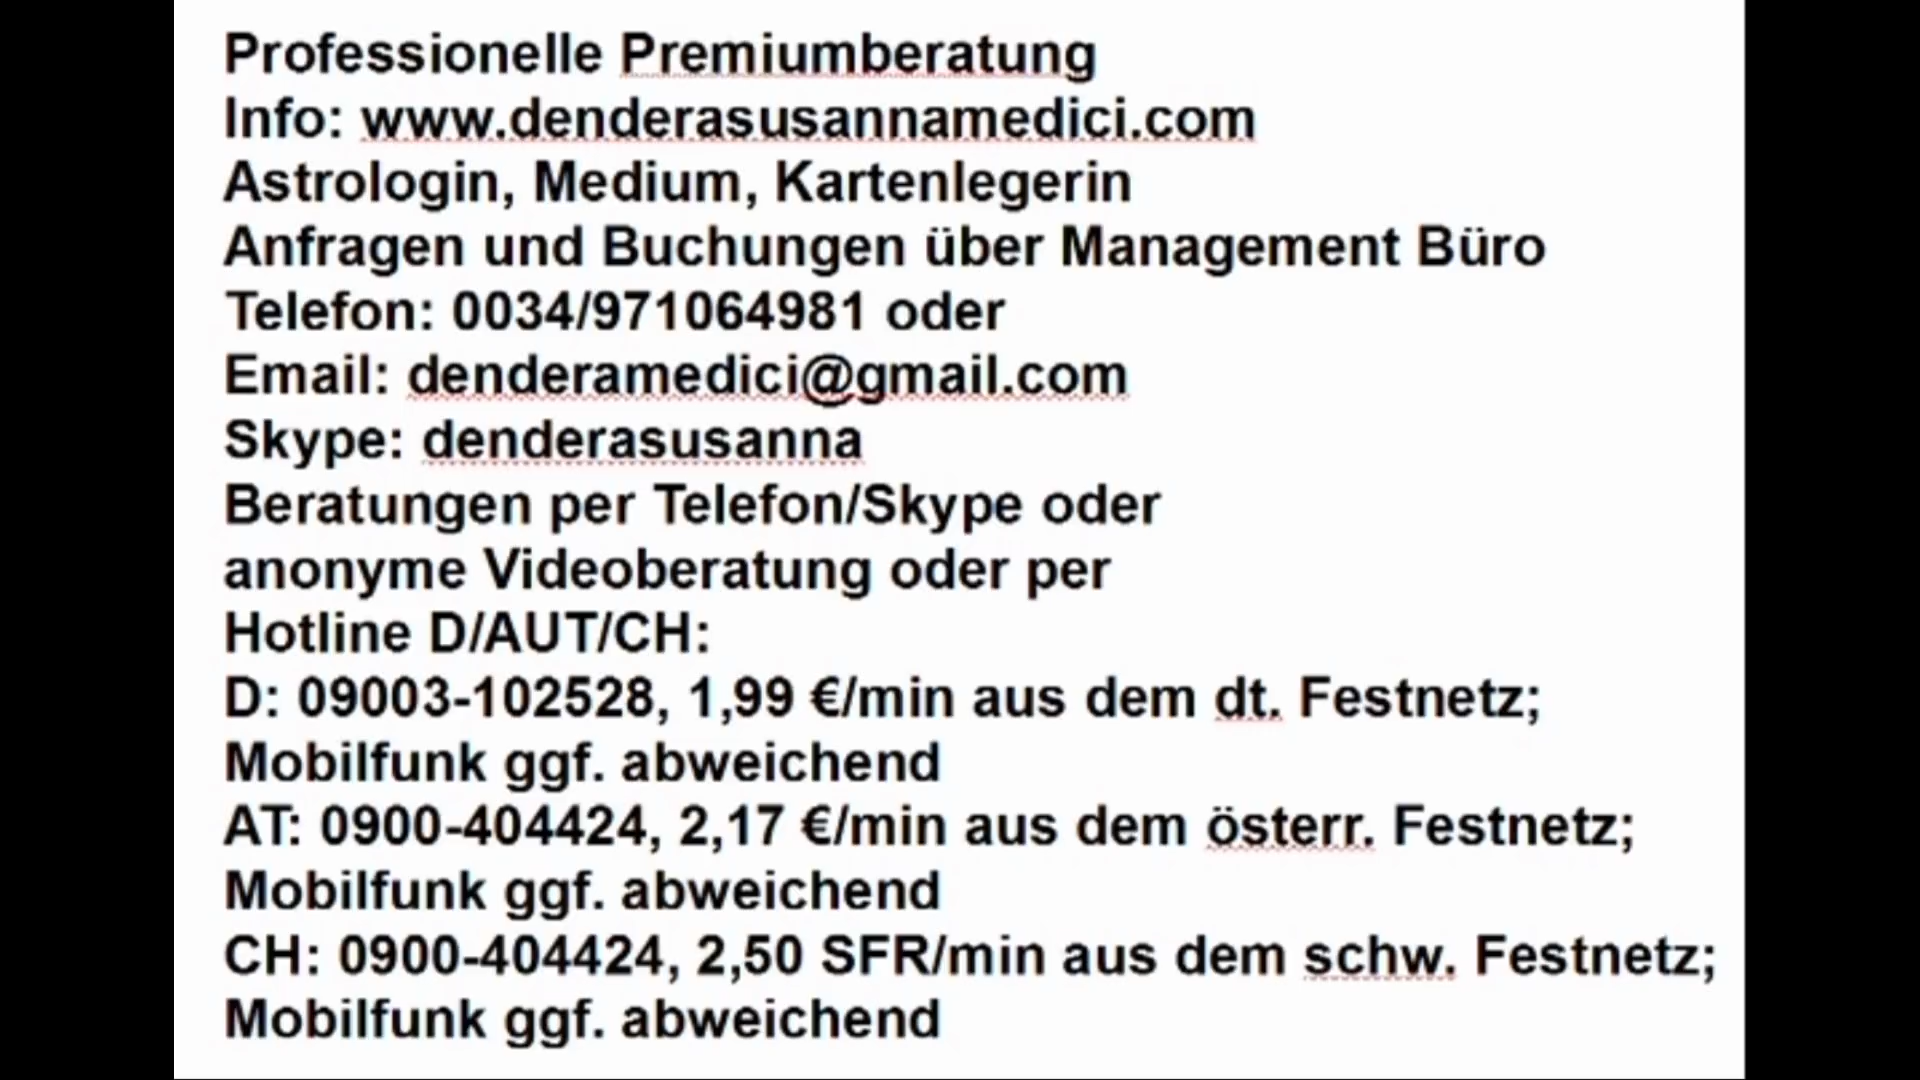 Professionelle Premiumberatung
Info: www.denderasusannamedici.com
Astrologin, Medium, Kartenlegerin
Anfragen und Buchungen über Management Büro
Telefon: 0034/971064981 oder
Email: denderamedici@gmail.com
Skype: denderasusanna
Beratungen per Telefon/Skype oder
anonyme Videoberatung oder per
Hotline D/AUT/CH:
D: 09003-102528, 1,99 €/min aus dem dt. Festnetz;
Mobilfunk ggf. abweichend
AT: 0900-404424, 2,17 €/min aus dem österr. Festnetz;
Mobilfunk ggf. abweichend
CH: 0900-404424, 2,50 SFR/min aus dem schw. Festnetz;
Mobilfunk ggf. abweichend